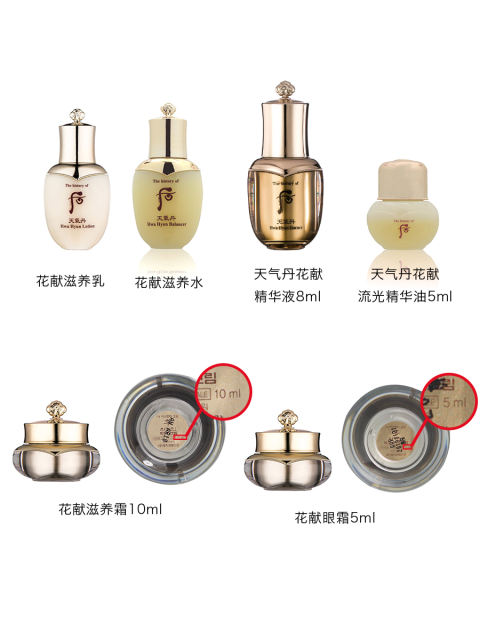 The history of
后
天氣丹
Hwa Hyun Lotion
花献滋养乳
The history of
后
天氣丹
Hwa Hyun Balancer
花献滋养水
The history of
后
天氣丹
Hwa Hyun Essence
天气丹花献
精华液8ml
The history of
后
天气丹花献
流光精华油5ml
10 ml
花献滋养霜10ml
5 ml
花献眼霜5ml